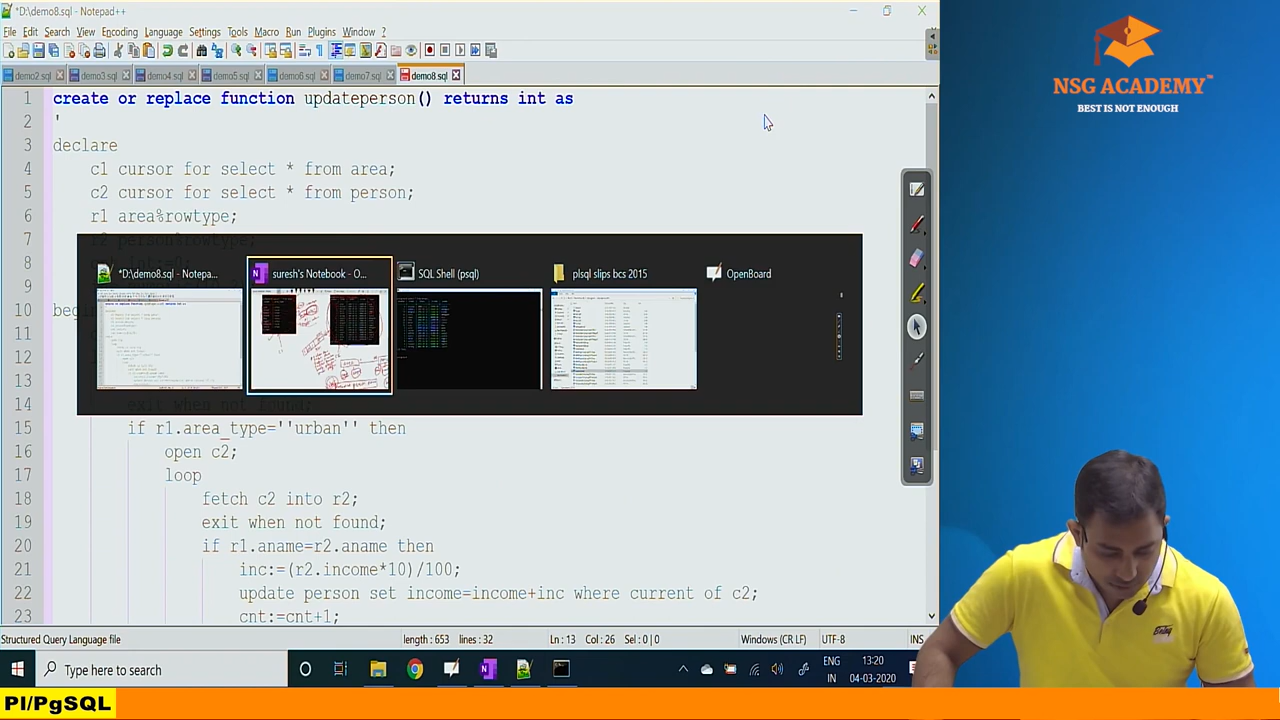 *D:\demo8.sql - Notepad++
File Edit Search View Encoding Language Settings Tools Macro Run Plugins Window ?
demo2.sql demo3.sql demo4.sql demo5.sql demo6.sql demo7.sql demo8.sql
1 create or replace function updateperson() returns int as
2 '
3 declare
4 c1 cursor for select * from area;
5 c2 cursor for select * from person;
6 r1 area%rowtype;
7 r2 person%rowtype;
8
9
10
11
12
13
14 exit when not found;
15 if r1.area_type=''urban'' then
16 open c2;
17 loop
18 fetch c2 into r2;
19 exit when not found;
20 if r1.aname=r2.aname then
21 inc:=(r2.income*10)/100;
22 update person set income=income+inc where current of c2;
23 cnt:=cnt+1;
*D:\demo8.sql - Notepa...
suresh's Notebook - O...
SQL Shell (psql)
plsql slips bcs 2015
OpenBoard
Structured Query Language file length : 653 lines : 32 Ln : 13 Col : 26 Sel : 0 | 0 Windows (CR LF) UTF-8 INS
Type here to search
ENG
IN
13:20
04-03-2020
NSG ACADEMY™
BEST IS NOT ENOUGH
Pl/PgSQL